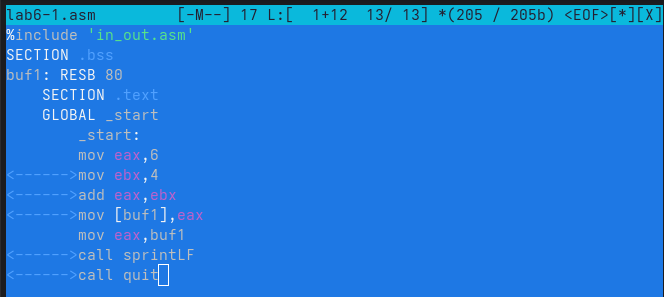 lab6-1.asm         [-M--] 17 L:[  1+12  13/ 13] *(205 / 205b) <EOF>[*][X]
%include 'in_out.asm'
SECTION .bss
buf1: RESB 80
    SECTION .text
    GLOBAL _start
        _start:
        mov eax,6
<------>mov ebx,4
<------>add eax,ebx
<------>mov [buf1],eax
        mov eax,buf1
<------>call sprintLF
<------>call quit